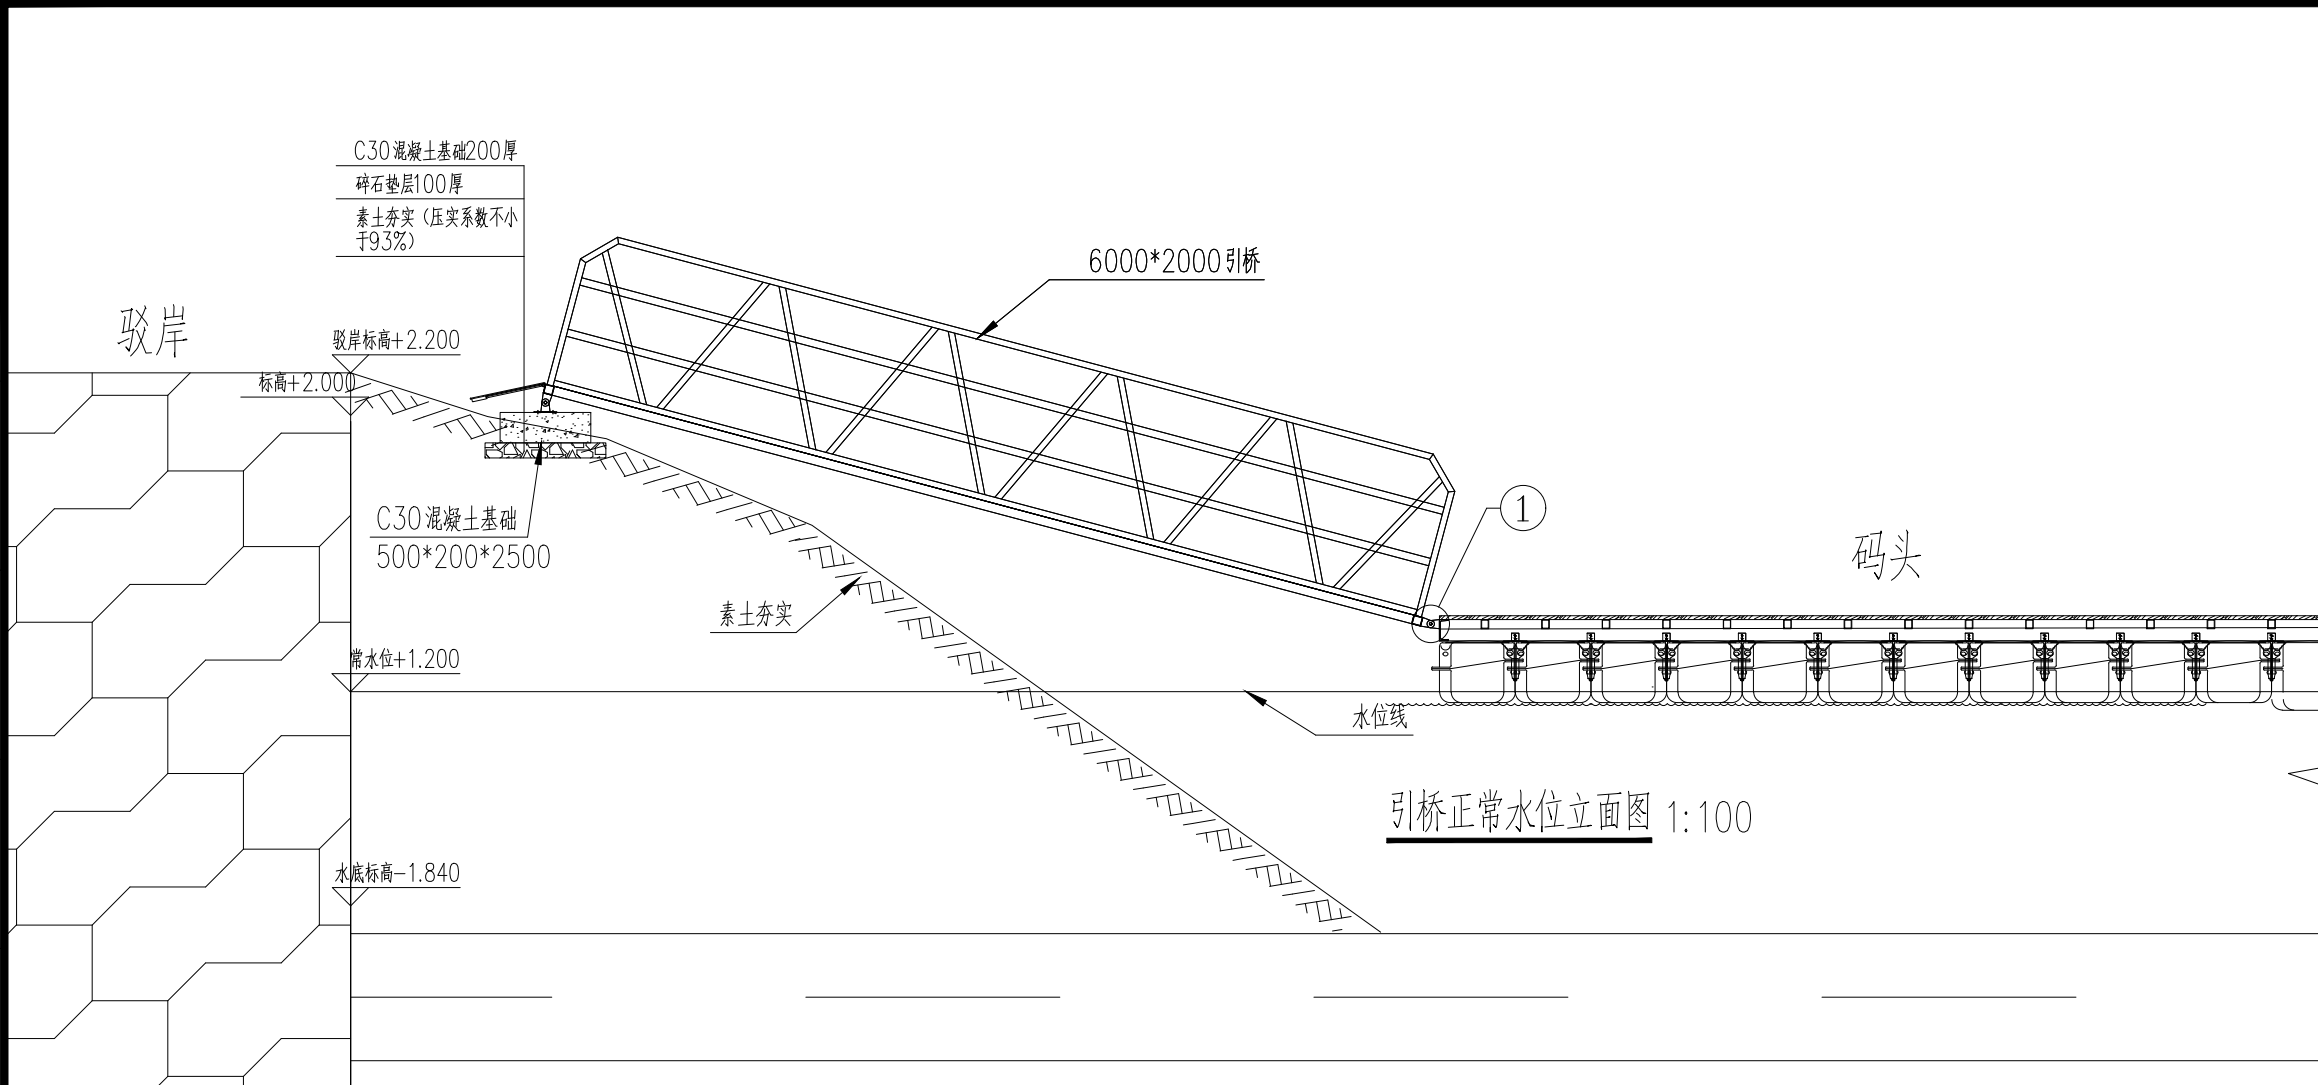 C30混凝土基础200厚
碎石垫层100厚
素土夯实（压实系数不小
于93%）
6000*2000引桥
驳岸
驳岸标高+2.200
标高+2.000
C30混凝土基础
500*200*2500
1
码头
素土夯实
常水位+1.200
水位线
引桥正常水位立面图 1:100
水底标高-1.840